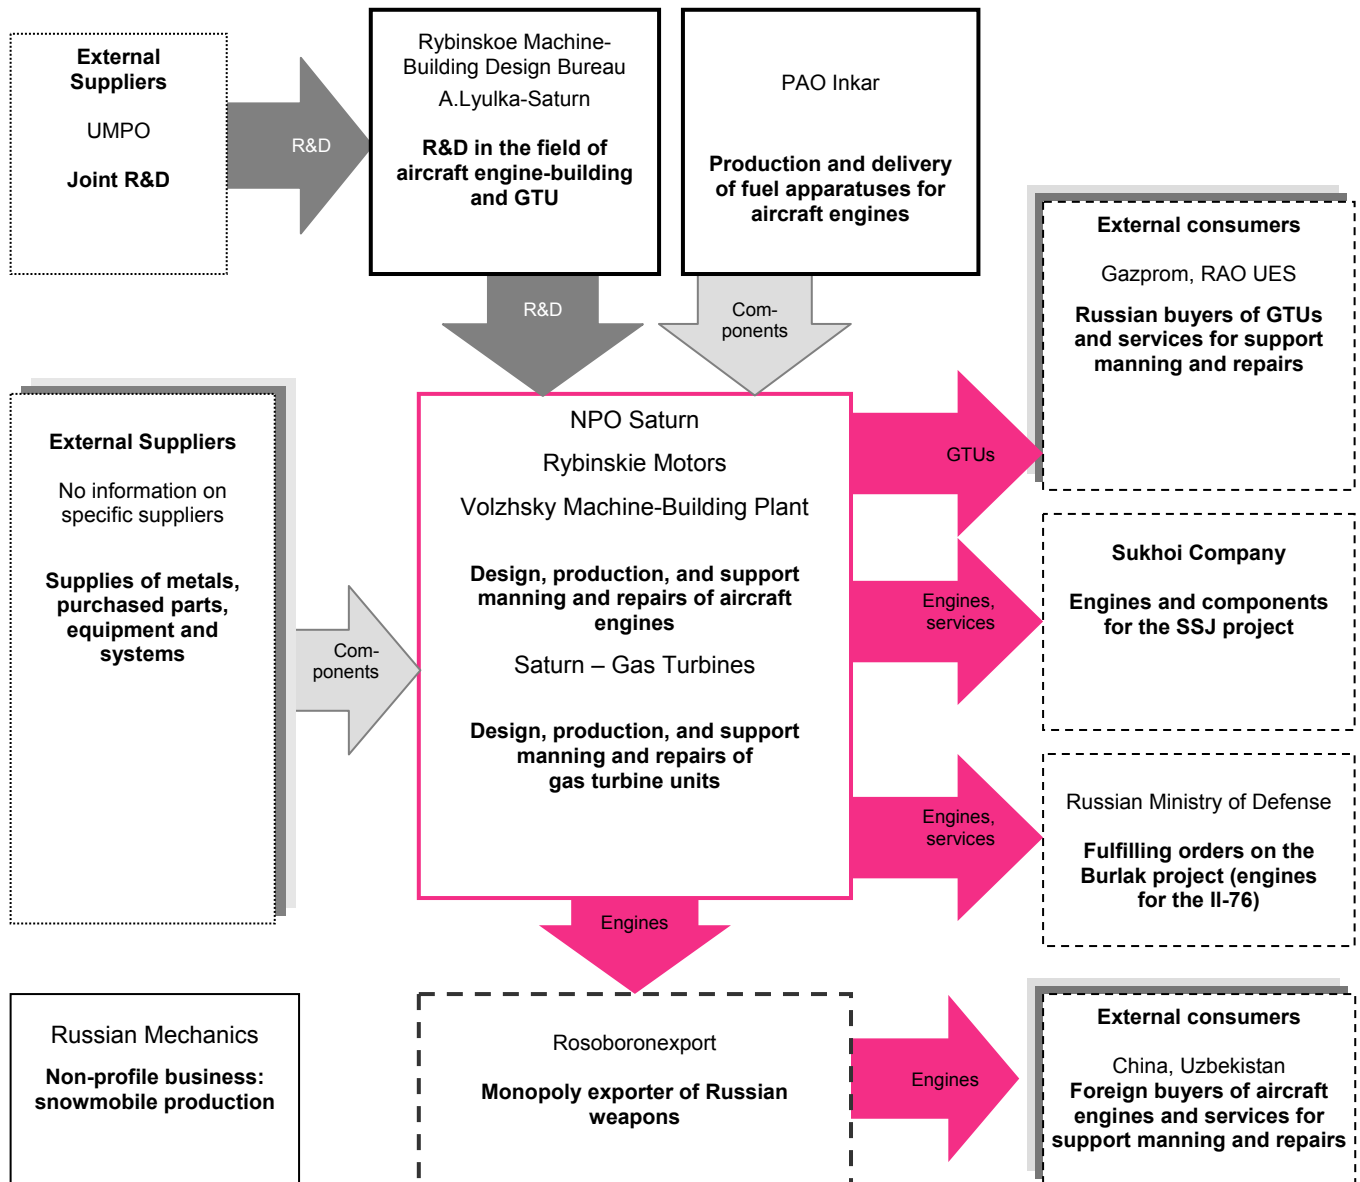 External
Suppliers
UMPO
Joint R&D
R&D
Rybinskoe Machine-
Building Design Bureau
A.Lyulka-Saturn
R&D in the field of
aircraft engine-building
and GTU
PAO Inkar
Production and delivery
of fuel apparatuses for
aircraft engines
R&D
Com-
ponents
External consumers
Gazprom, RAO UES
Russian buyers of GTUs
and services for support
manning and repairs
External Suppliers
No information on
specific suppliers
Supplies of metals,
purchased parts,
equipment and
systems
Com-
ponents
NPO Saturn
Rybinskie Motors
Volzhsky Machine-Building Plant
Design, production, and support
manning and repairs of aircraft
engines
Saturn – Gas Turbines
Design, production, and support
manning and repairs of
gas turbine units
GTUs
Engines,
services
Sukhoi Company
Engines and components
for the SSJ project
Engines,
services
Russian Ministry of Defense
Fulfilling orders on the
Burlak project (engines
for the Il-76)
Engines
Russian Mechanics
Non-profile business:
snowmobile production
Rosoboronexport
Monopoly exporter of Russian
weapons
Engines
External consumers
China, Uzbekistan
Foreign buyers of aircraft
engines and services for
support manning and repairs